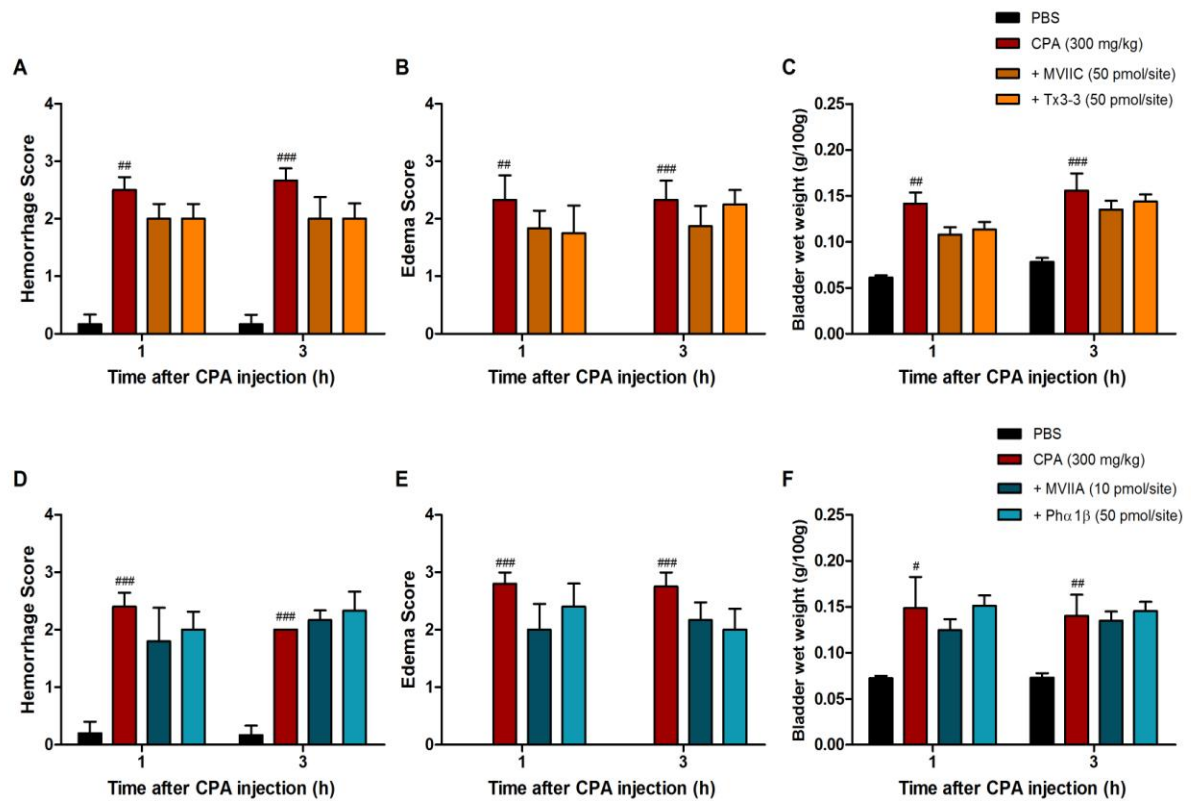 PBS
CPA (300 mg/kg)
+ MVIIC (50 pmol/site)
+ Tx3-3 (50 pmol/site)
A
Hemorrhage Score
4
3
2
1
0
##
###
1
3
Time after CPA injection (h)
B
Edema Score
4
3
2
1
0
##
###
1
3
Time after CPA injection (h)
C
Bladder wet weight (g/100g)
0.25
0.20
0.15
0.10
0.05
0.00
##
###
1
3
Time after CPA injection (h)
PBS
CPA (300 mg/kg)
+ MVIIA (10 pmol/site)
+ Phα1β (50 pmol/site)
D
Hemorrhage Score
4
3
2
1
0
###
###
1
3
Time after CPA injection (h)
E
Edema Score
4
3
2
1
0
###
###
1
3
Time after CPA injection (h)
F
Bladder wet weight (g/100g)
0.25
0.20
0.15
0.10
0.05
0.00
#
##
1
3
Time after CPA injection (h)